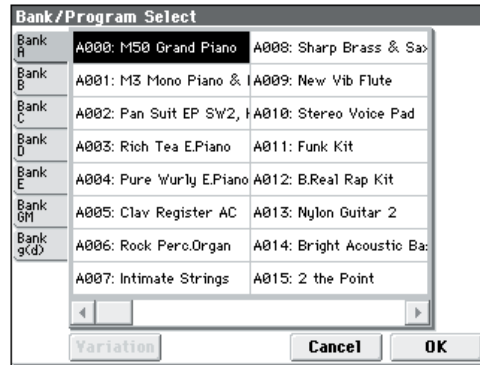 Bank/Program Select
Bank A
Bank B
Bank C
Bank D
Bank E
Bank GM
Bank g(d)
A000: M50 Grand Piano
A001: M3 Mono Piano &
A002: Pan Suit EP SW2,
A003: Rich Tea E.Piano
A004: Pure Wurly E.Piano
A005: Clav Register AC
A006: Rock Perc.Organ
A007: Intimate Strings
A008: Sharp Brass & Sax
A009: New Vib Flute
A010: Stereo Voice Pad
A011: Funk Kit
A012: B.Real Rap Kit
A013: Nylon Guitar 2
A014: Bright Acoustic
A015: 2 the Point
Variation
Cancel
OK